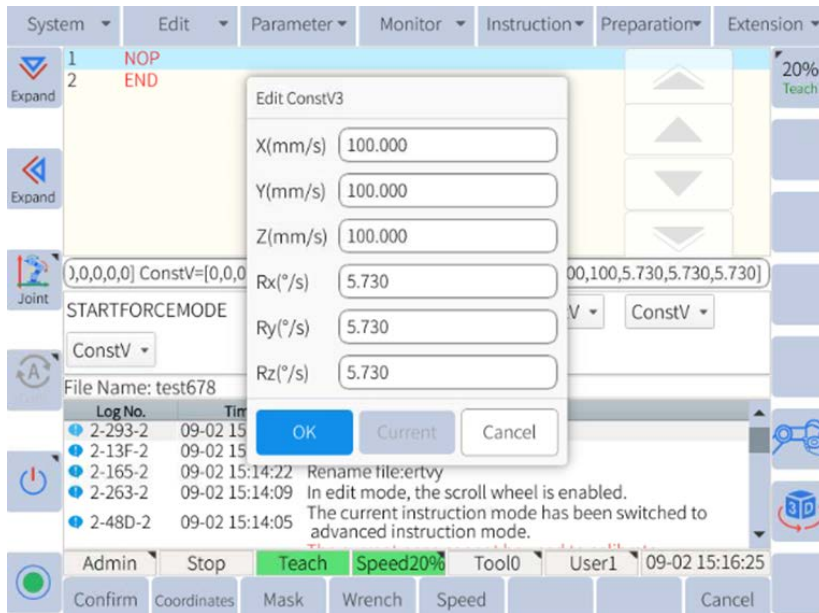 System Edit Parameter Monitor Instruction Preparation Extension
1 NOP
2 END
Expand
20%
Teach
Expand
Edit ConstV3
X(mm/s) 100.000
Y(mm/s) 100.000
Z(mm/s) 100.000
Rx(°/s) 5.730
Ry(°/s) 5.730
Rz(°/s) 5.730
OK Current Cancel
Joint
,0,0,0,0] ConstV=[0,0,0 00,100,5.730,5.730,5.730]
STARTFORCEMODE V ConstV
ConstV
File Name: test678
Log No. Tim
2-293-2 09-02 15
2-13F-2 09-02 15
2-165-2 09-02 15:14:22 Rename file:ertvy
2-263-2 09-02 15:14:09 In edit mode, the scroll wheel is enabled.
2-48D-2 09-02 15:14:05 The current instruction mode has been switched to
advanced instruction mode.
A
3D
Admin Stop Teach Speed20% Tool0 User1 09-02 15:16:25
Confirm Coordinates Mask Wrench Speed Cancel